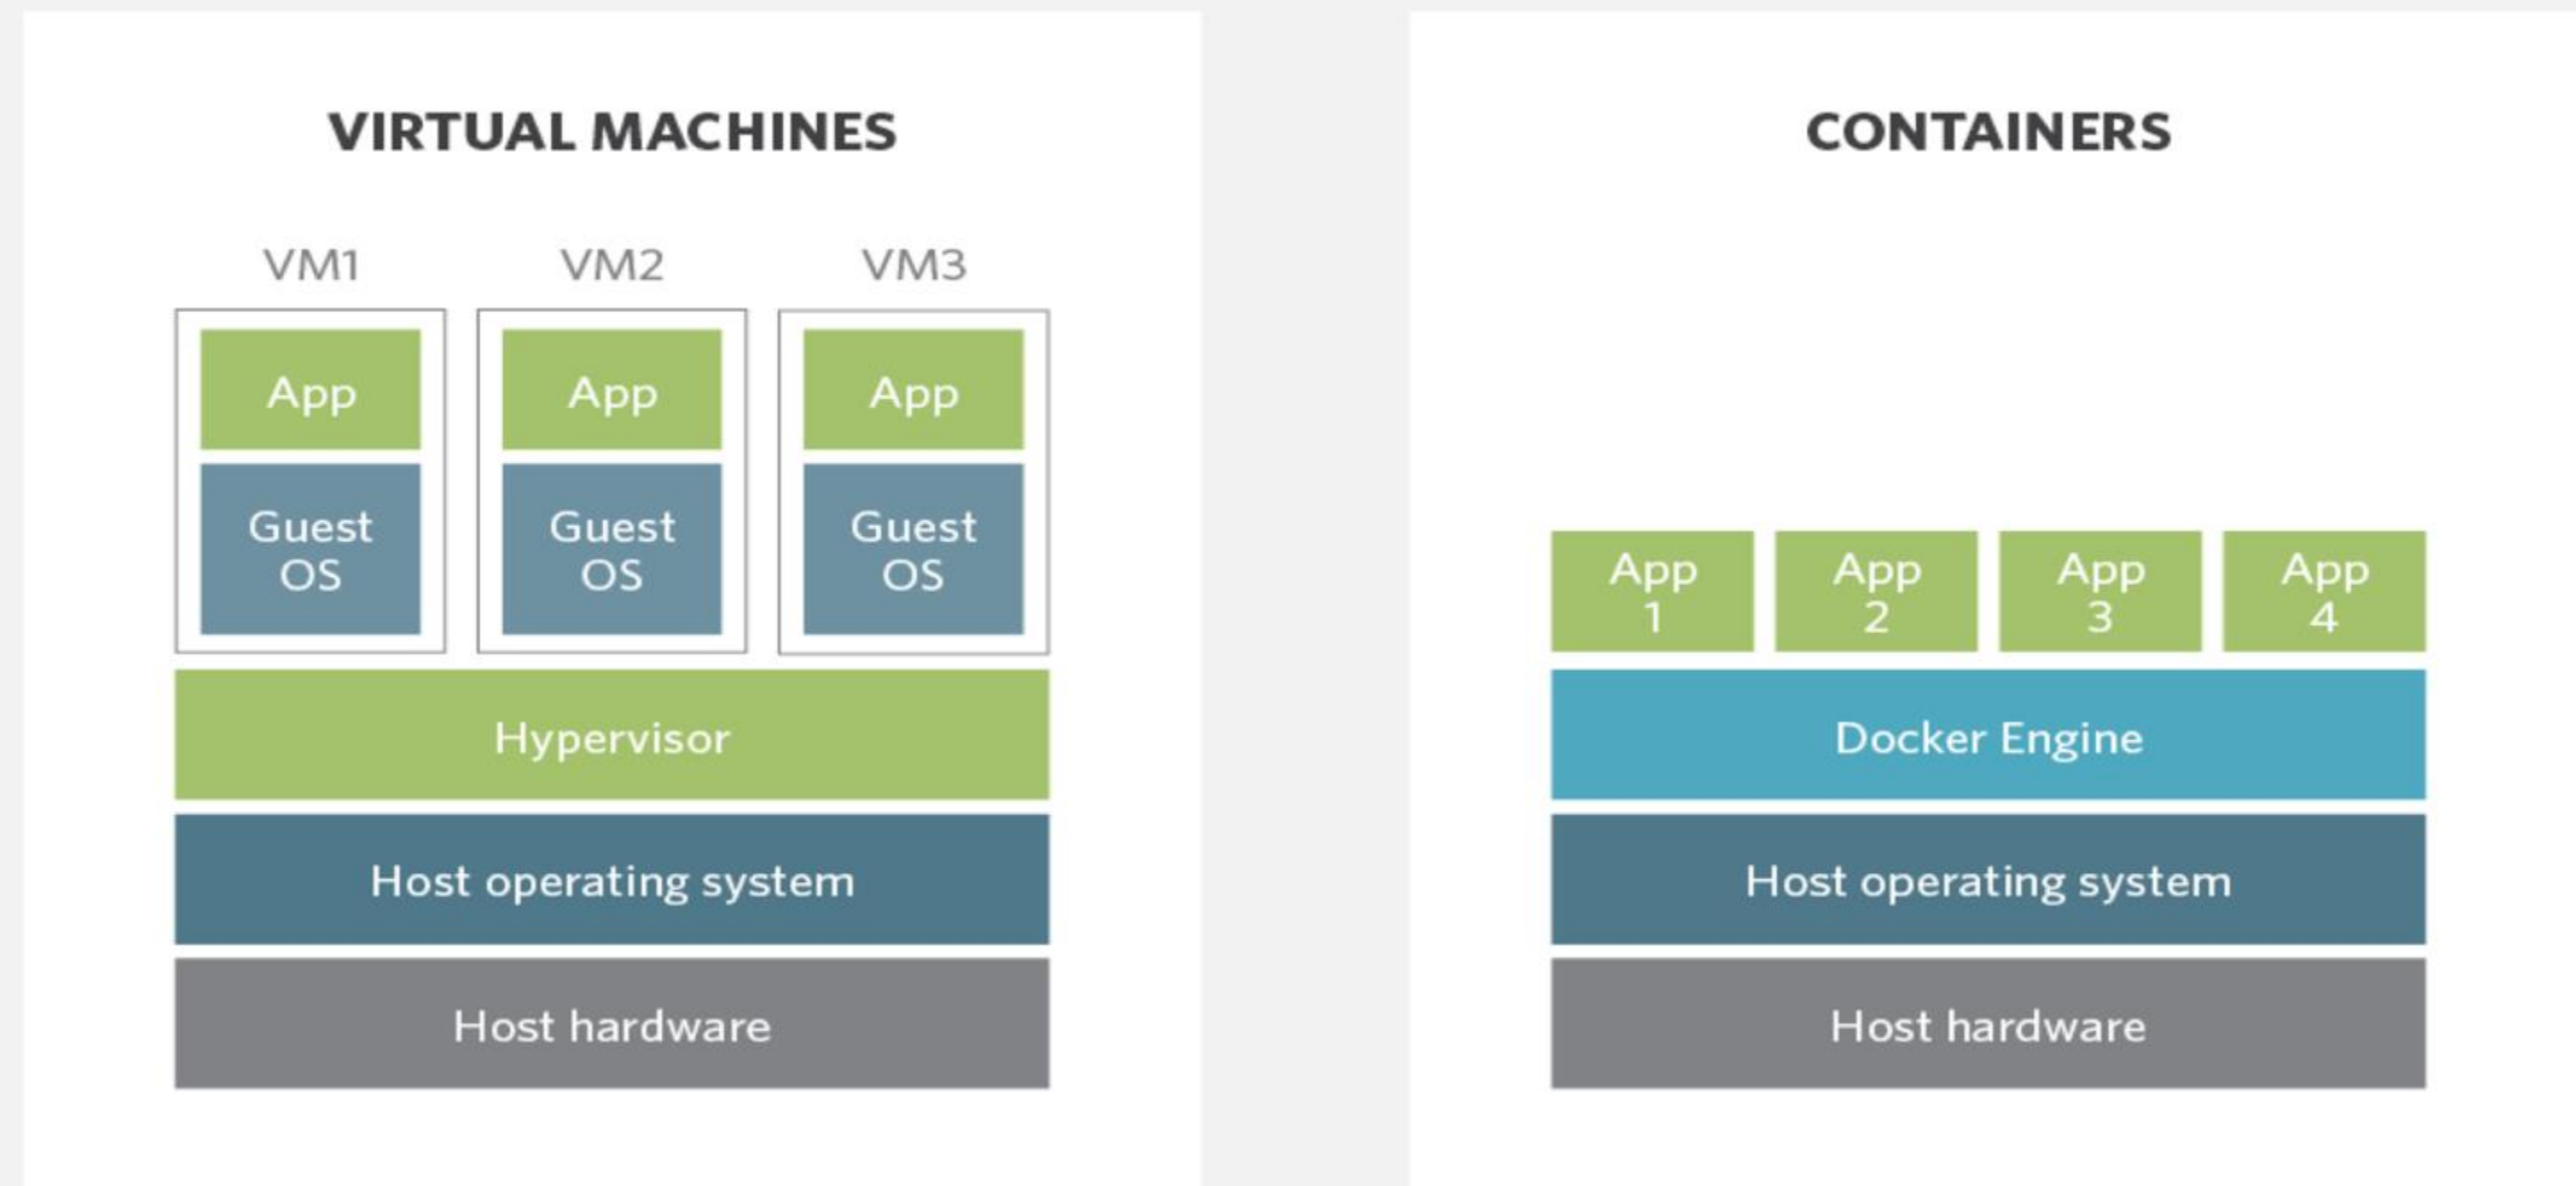 VIRTUAL MACHINES
VM1
VM2
VM3
App
App
App
Guest
OS
Guest
OS
Guest
OS
Hypervisor
Host operating system
Host hardware
CONTAINERS
App
1
App
2
App
3
App
4
Docker Engine
Host operating system
Host hardware